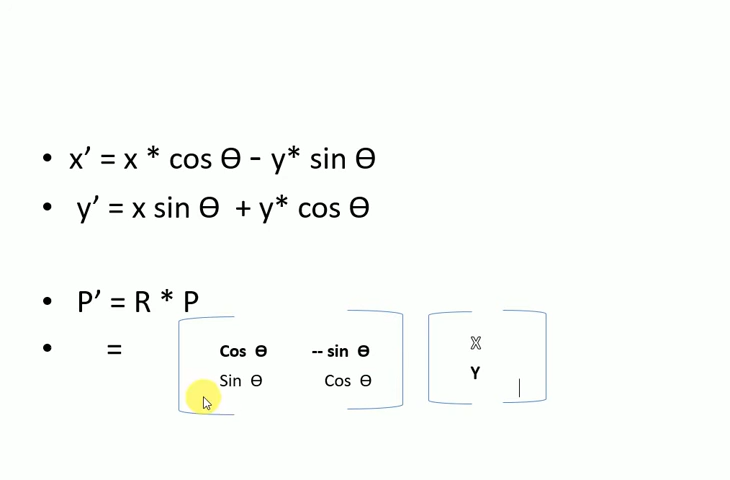 • x’ = x * cos Ɵ - y* sin Ɵ
• y’ = x sin Ɵ + y* cos Ɵ
• P’ = R * P
• =
Cos Ɵ -- sin Ɵ X
Sin Ɵ Cos Ɵ Y